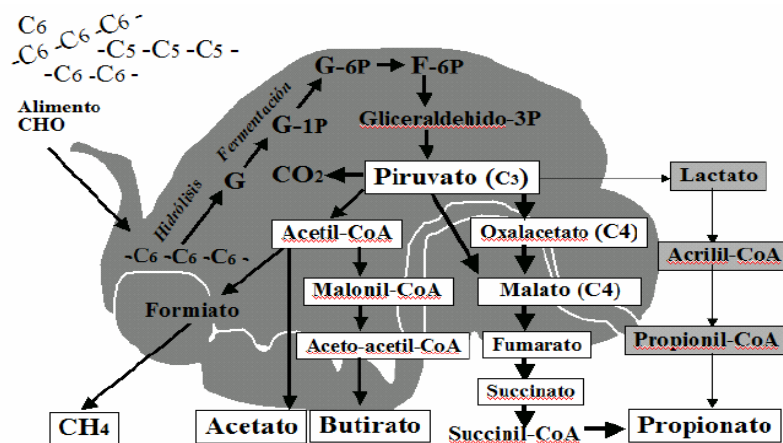 C6
C6 -C6 -C6 -
-C5 -C5 -C5 -
-C6 -C6 -
Alimento
CHO
Hidrólisis
Fermentación
-C6 -C6 -C6 -
G
G-1P
G-6P
F-6P
Gliceraldehido-3P
CO2
Piruvato (C3)
Lactato
Acetil-CoA
Oxalacetato (C4)
Acrilil-CoA
Malonil-CoA
Malato (C4)
Formiato
Aceto-acetil-CoA
Fumarato
Propionil-CoA
Succinato
CH4
Acetato
Butirato
Succinil-CoA
Propionato